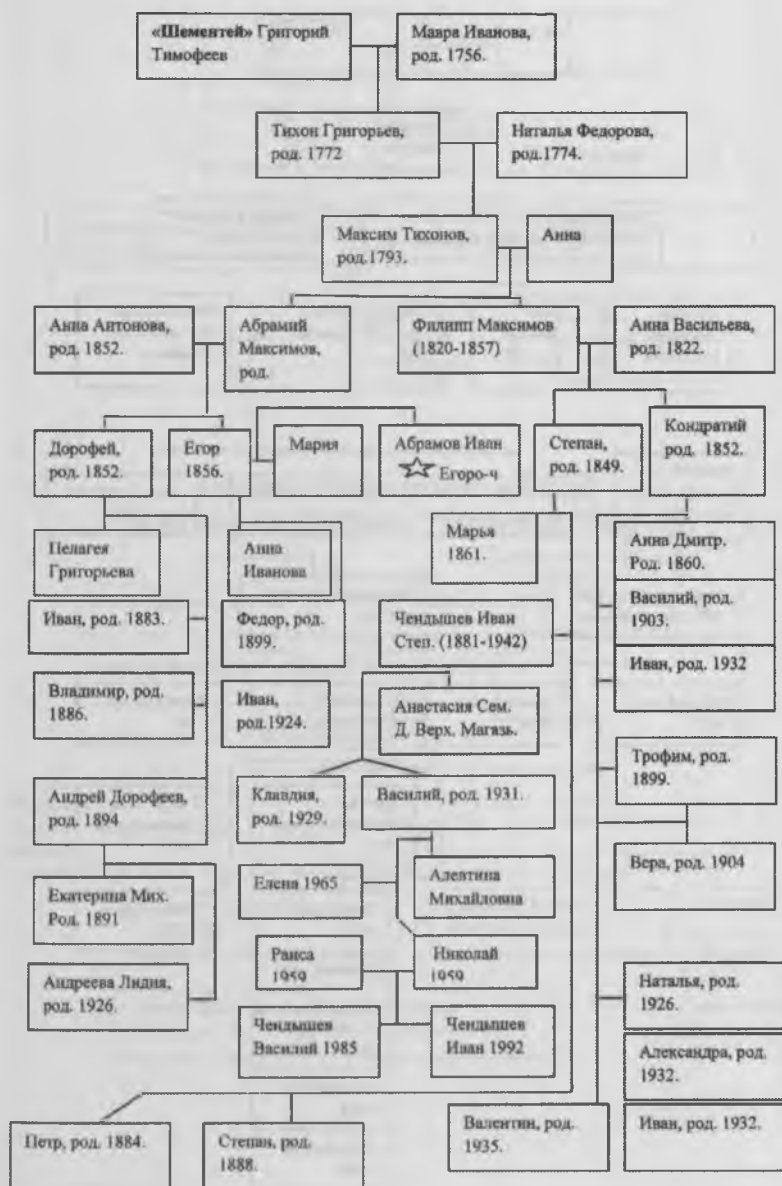 «Шементей» Григорий
Тимофеев
Мавра Иванова,
род. 1756.
Тихон Григорьев,
род. 1772
Наталья Федорова,
род.1774.
Максим Тихонов,
род.1793.
Анна
Анна Антонова,
род. 1852.
Абрамий
Максимов,
род.
Филипп Максимов
(1820-1857)
Анна Васильева,
род. 1822.
Дорофей,
род. 1852.
Егор
1856.
Мария
Абрамов Иван
Егоро-ч
Степан,
род. 1849.
Кондратий
род. 1852.
Пелагея
Григорьева
Анна
Иванова
Марья
1861.
Анна Дмитр.
Род. 1860.
Иван, род. 1883.
Федор, род.
1899.
Чендышев Иван
Степ. (1881-1942)
Василий, род.
1903.
Иван, род. 1932
Владимир, род.
1886.
Иван,
род.1924.
Анастасия Сем.
Д. Верх. Магазь.
Трофим, род.
1899.
Андрей Дорофеев,
род. 1894
Клавдия,
род. 1929.
Василий, род. 1931.
Вера, род. 1904
Екатерина Мих.
Род. 1891
Елена 1965
Алевтина
Михайловна
Раиса
1959
Николай
1959
Андреева Лидия,
род. 1926.
Наталья, род.
1926.
Чендышев
Василий 1985
Чендышев
Иван 1992
Александра, род.
1932.
Петр, род. 1884.
Степан, род.
1888.
Валентин, род.
1935.
Иван, род. 1932.